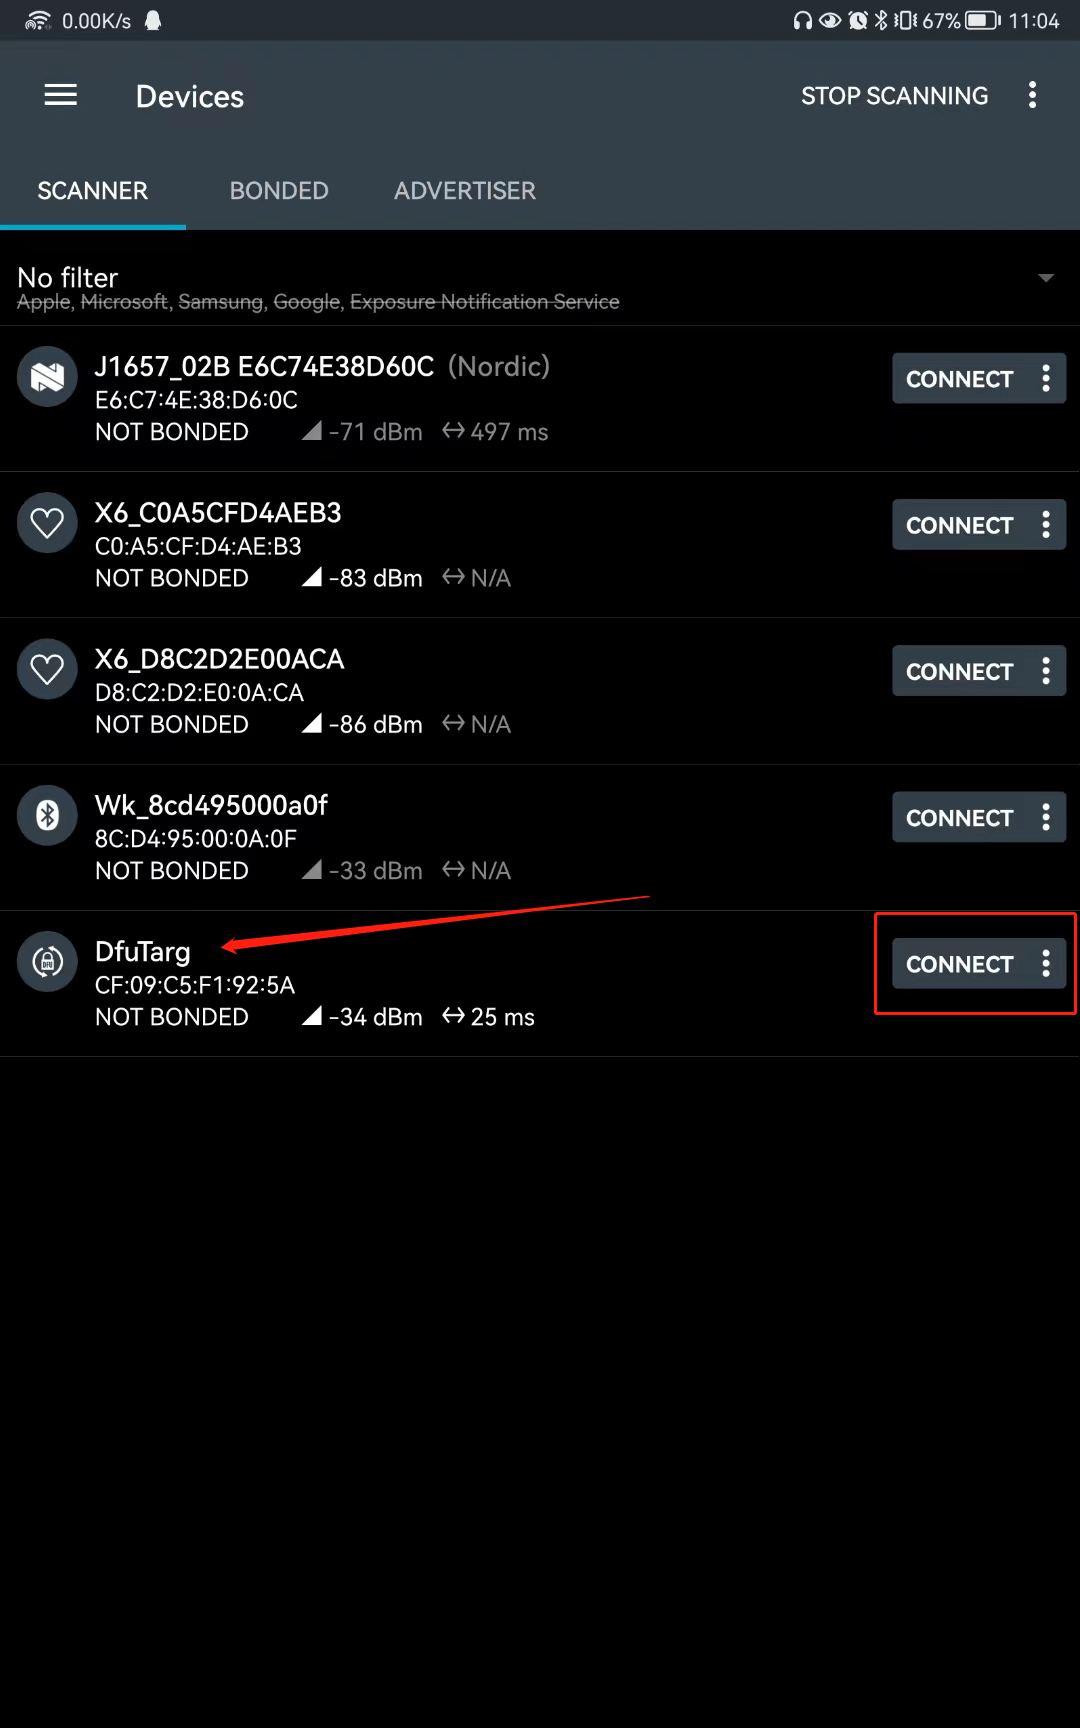 0.00K/s 67% 11:04
Devices STOP SCANNING
SCANNER BONDED ADVERTISER
No filter
Apple, Microsoft, Samsung, Google, Exposure Notification Service
J1657_02B E6C74E38D60C (Nordic)
E6:C7:4E:38:D6:0C
NOT BONDED -71 dBm 497 ms
CONNECT
X6_C0A5CFD4AEB3
C0:A5:CF:D4:AE:B3
NOT BONDED -83 dBm N/A
CONNECT
X6_D8C2D2E00ACA
D8:C2:D2:E0:0A:CA
NOT BONDED -86 dBm N/A
CONNECT
Wk_8cd495000a0f
8C:D4:95:00:0A:0F
NOT BONDED -33 dBm N/A
CONNECT
DfuTarg
CF:09:C5:F1:92:5A
NOT BONDED -34 dBm 25 ms
CONNECT
DFU